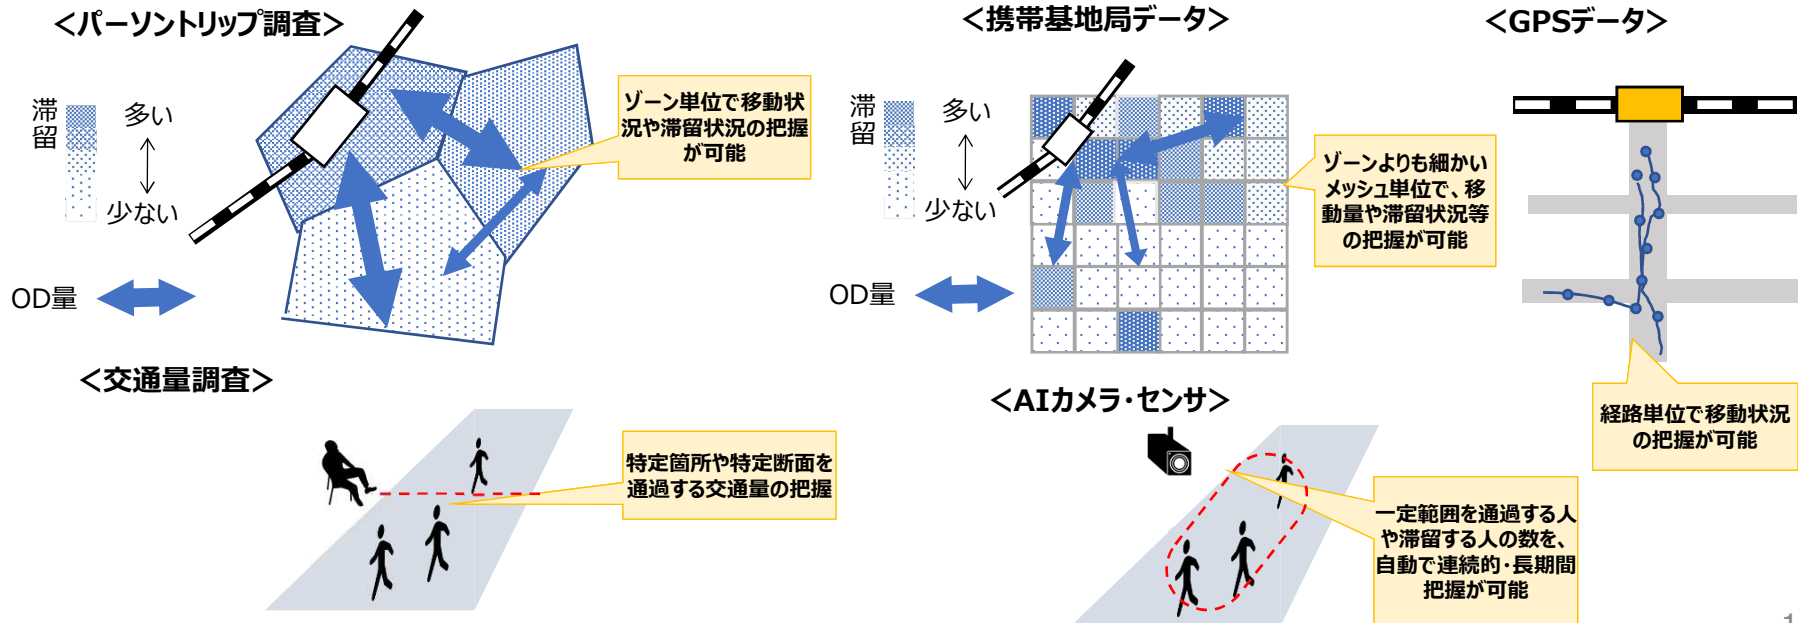 ＜パーソントリップ調査＞
滞留
多い
少ない
OD量
ゾーン単位で移動状
況や滞留状況の把握
が可能
＜携帯基地局データ＞
滞留
多い
少ない
OD量
ゾーンよりも細かい
メッシュ単位で、移
動量や滞留状況等
の把握が可能
＜GPSデータ＞
経路単位で移動状況
の把握が可能
＜交通量調査＞
特定箇所や特定断面を
通過する交通量の把握
＜AIカメラ・センサ＞
一定範囲を通過する人
や滞留する人の数を、
自動で連続的・長期間
把握が可能
1